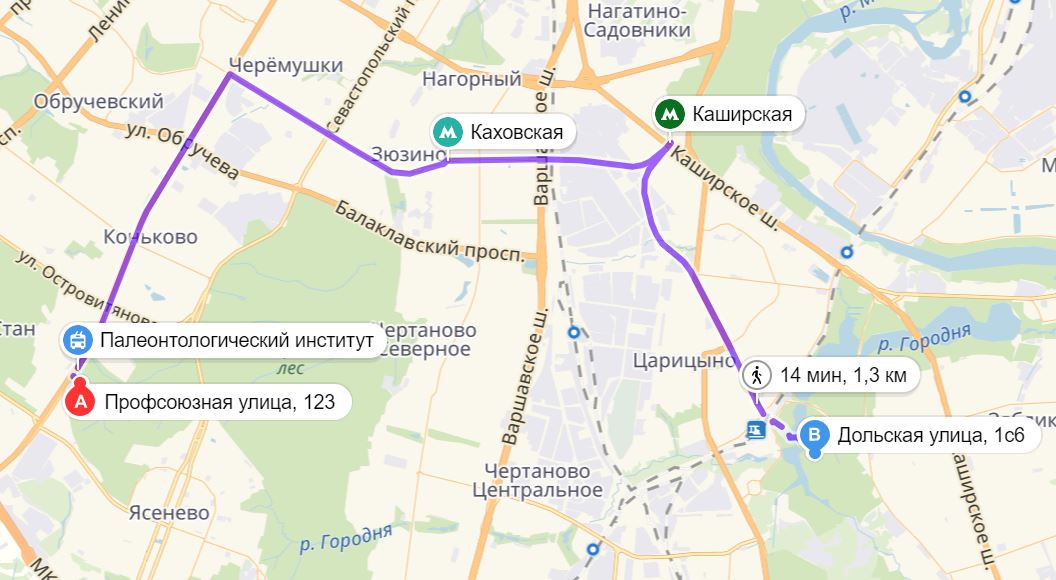 Нагатино-
Садовники
р. М
Ленин
Черёмушки
Севастопольский п
Нагорный
Варшавское ш.
Обручевский
Каширская
Каховская
ул. Обручева
Зюзино
Каширское ш.
Коньково
Балаклавский просп.
ул. Островитянова
Палеонтологический институт
Чертаново
Северное
лес
р. Городня
Царицыно
14 мин, 1,3 км
А
Профсоюзная улица, 123
Варшавское ш.
B
Дольская улица, 1с6
Чертаново
Центральное
Каширское ш.
Ясенево
р. Городня
МК